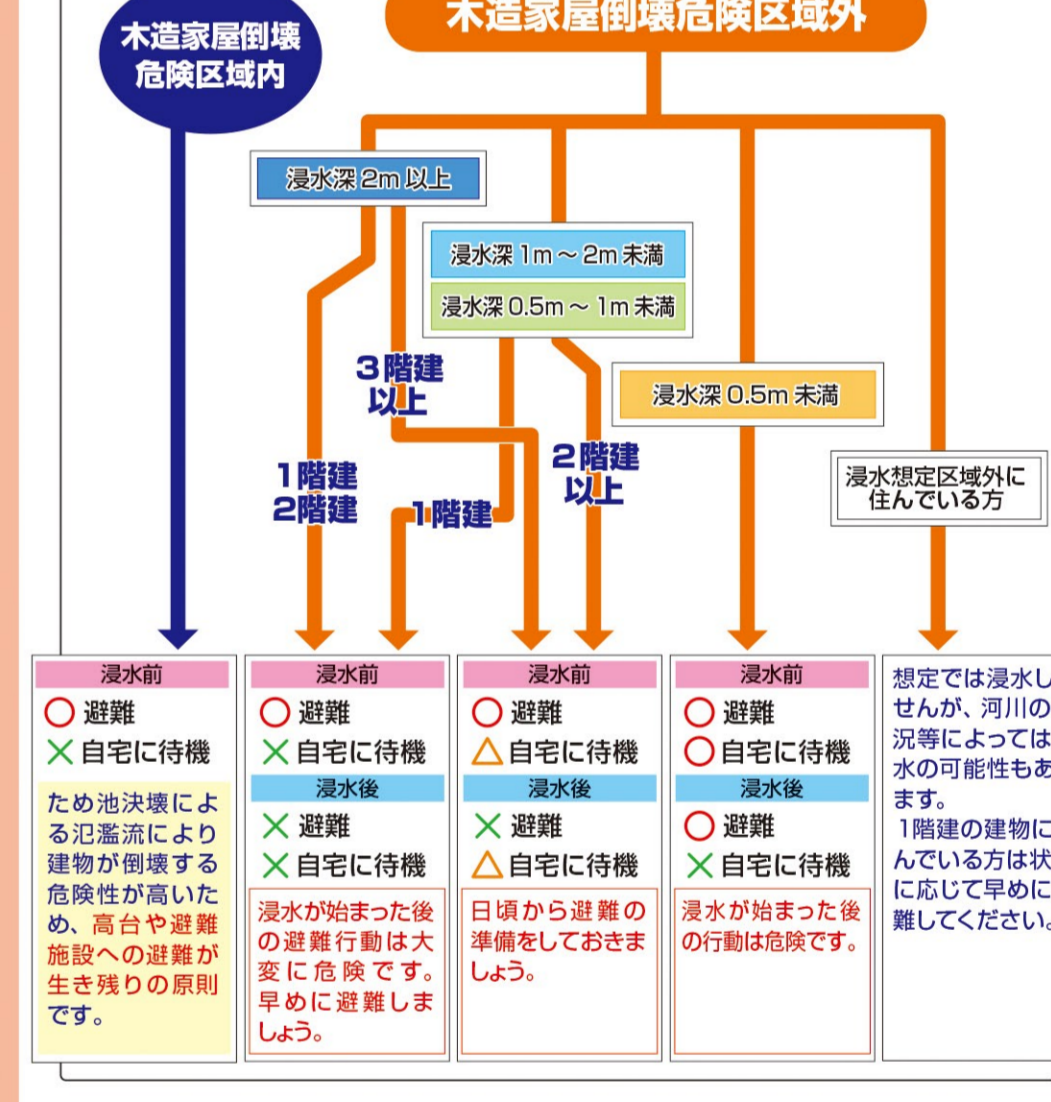 木造家屋倒壊
危険区域内
木造家屋倒壊危険区域外
浸水深 2m 以上
浸水深 1m ～ 2m 未満
浸水深 0.5m ～ 1m 未満
浸水深 0.5m 未満
浸水想定区域外に
住んでいる方
3階建
以上
1階建
2階建
1階建
2階建
以上
浸水前
○ 避難
× 自宅に待機
ため池決壊によ
る氾濫流により
建物が倒壊する
危険性が高いた
め、高台や避難
施設への避難が
生き残りの原則
です。
浸水前
○ 避難
× 自宅に待機
浸水後
× 避難
× 自宅に待機
浸水が始まった後
の避難行動は大
変に危険です。
早めに避難しま
しょう。
浸水前
○ 避難
△ 自宅に待機
浸水後
× 避難
△ 自宅に待機
日頃から避難の
準備をしておきま
しょう。
浸水前
○ 避難
○ 自宅に待機
浸水後
○ 避難
× 自宅に待機
浸水が始まった後
の行動は危険です。
想定では浸水し
せんが、河川の
況等によっては
水の可能性もあ
ます。
1階建の建物に
んでいる方は状
に応じて早めに
難してください。